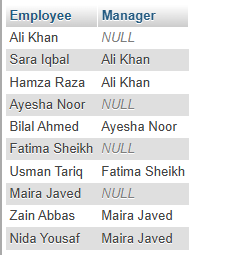 Employee Manager
Ali Khan NULL
Sara Iqbal Ali Khan
Hamza Raza Ali Khan
Ayesha Noor NULL
Bilal Ahmed Ayesha Noor
Fatima Sheikh NULL
Usman Tariq Fatima Sheikh
Maira Javed NULL
Zain Abbas Maira Javed
Nida Yousaf Maira Javed